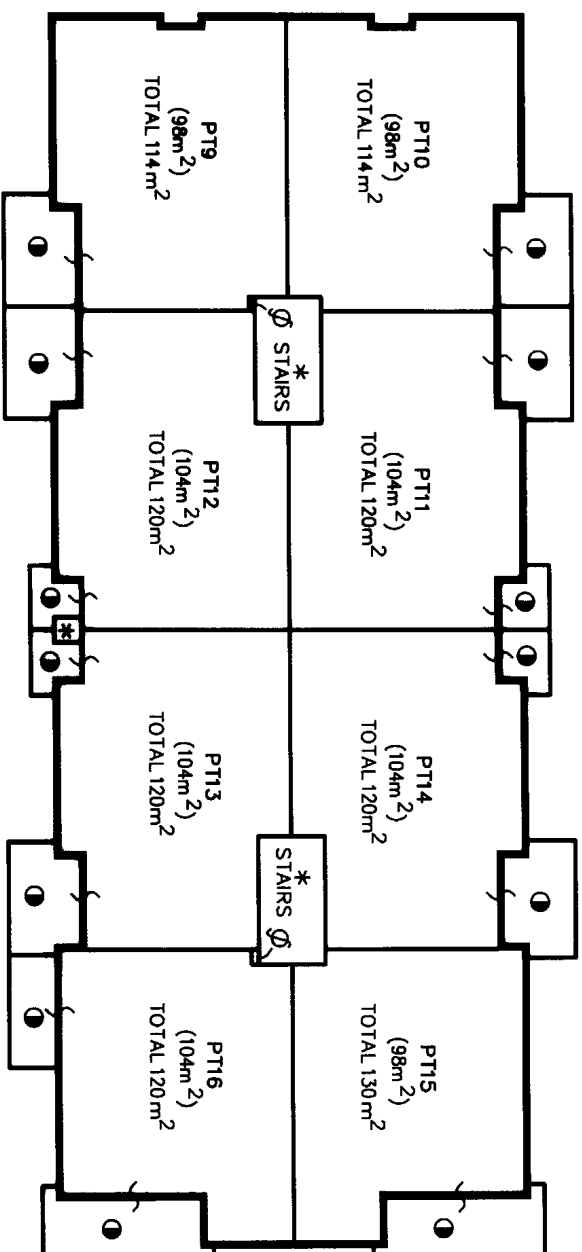 PT9
(98m²)
TOTAL 114m²
PT10
(98m²)
TOTAL 114m²
Ø STAIRS
*
PT12
(104m²)
TOTAL 120m²
PT11
(104m²)
TOTAL 120m²
*
PT13
(104m²)
TOTAL 120m²
PT14
(104m²)
TOTAL 120m²
*
STAIRS Ø
PT16
(104m²)
TOTAL 120m²
PT15
(98m²)
TOTAL 130m²